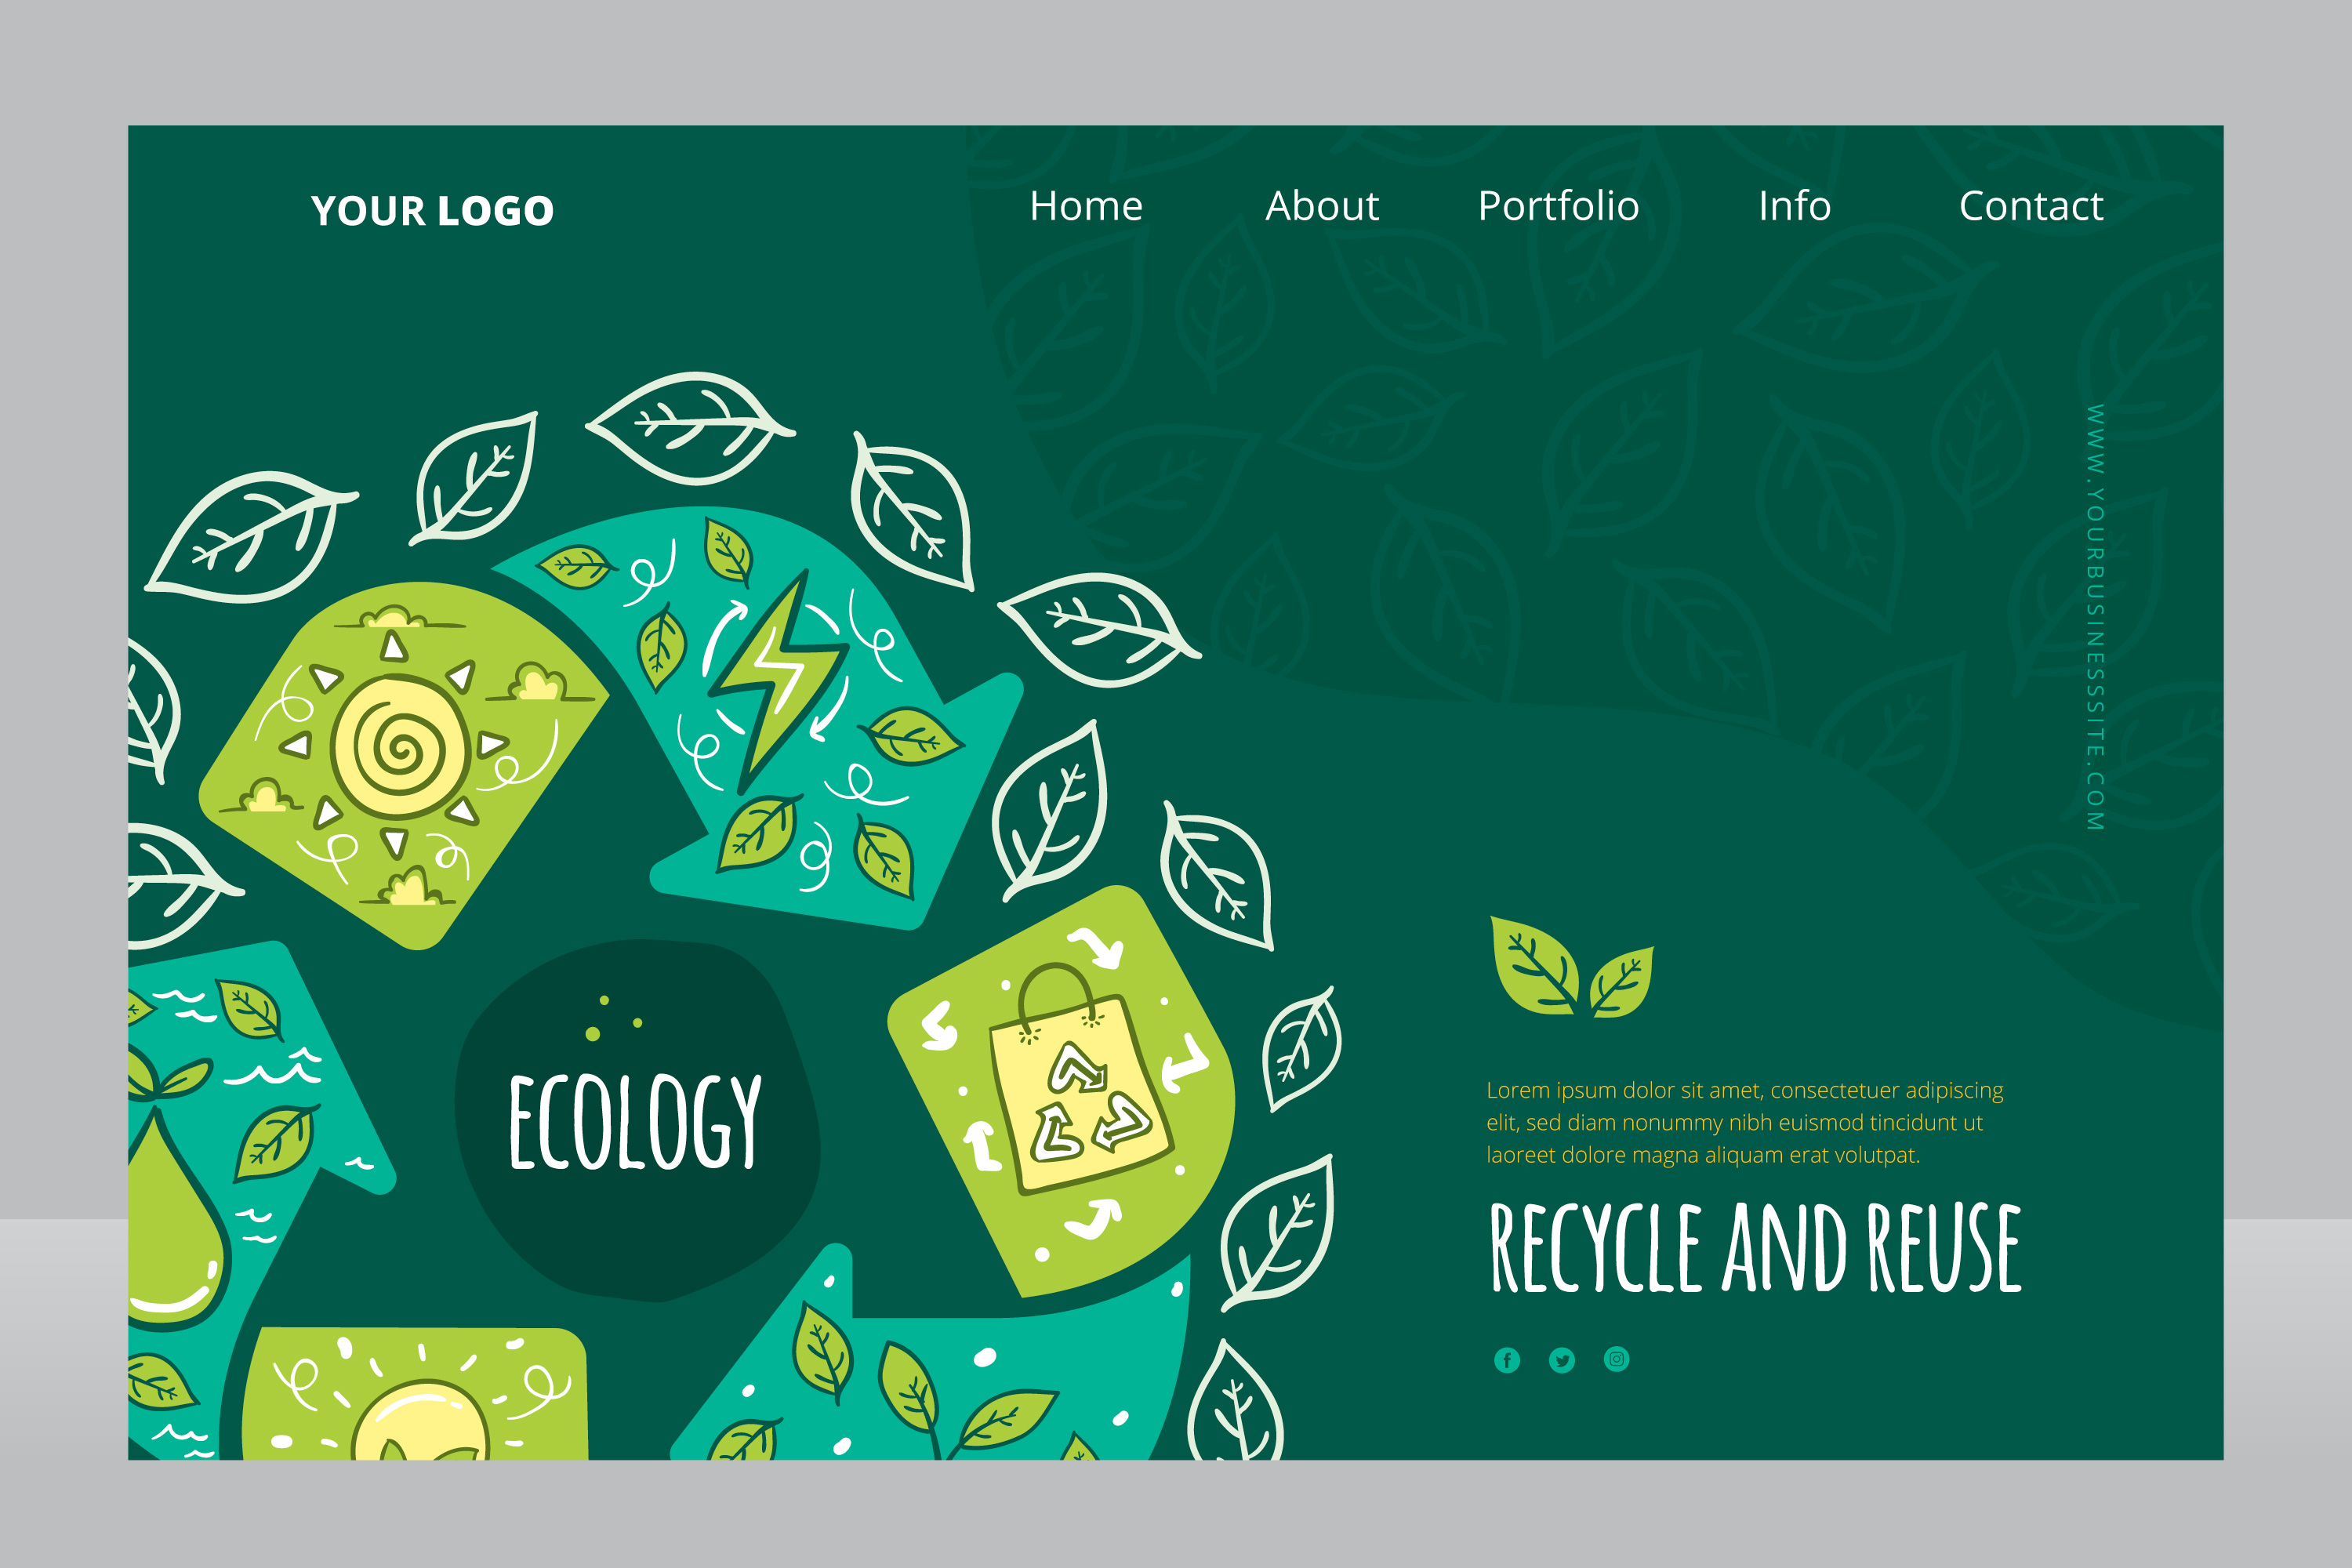 YOUR LOGO
Home
About
Portfolio
Info
Contact
WWW.YOURBUSINESSSITE.COM
ECOLOGY
Lorem ipsum dolor sit amet, consectetuer adipiscing
elit, sed diam nonummy nibh euismod tincidunt ut
laoreet dolore magna aliquam erat volutpat.
RECYCLE AND REUSE